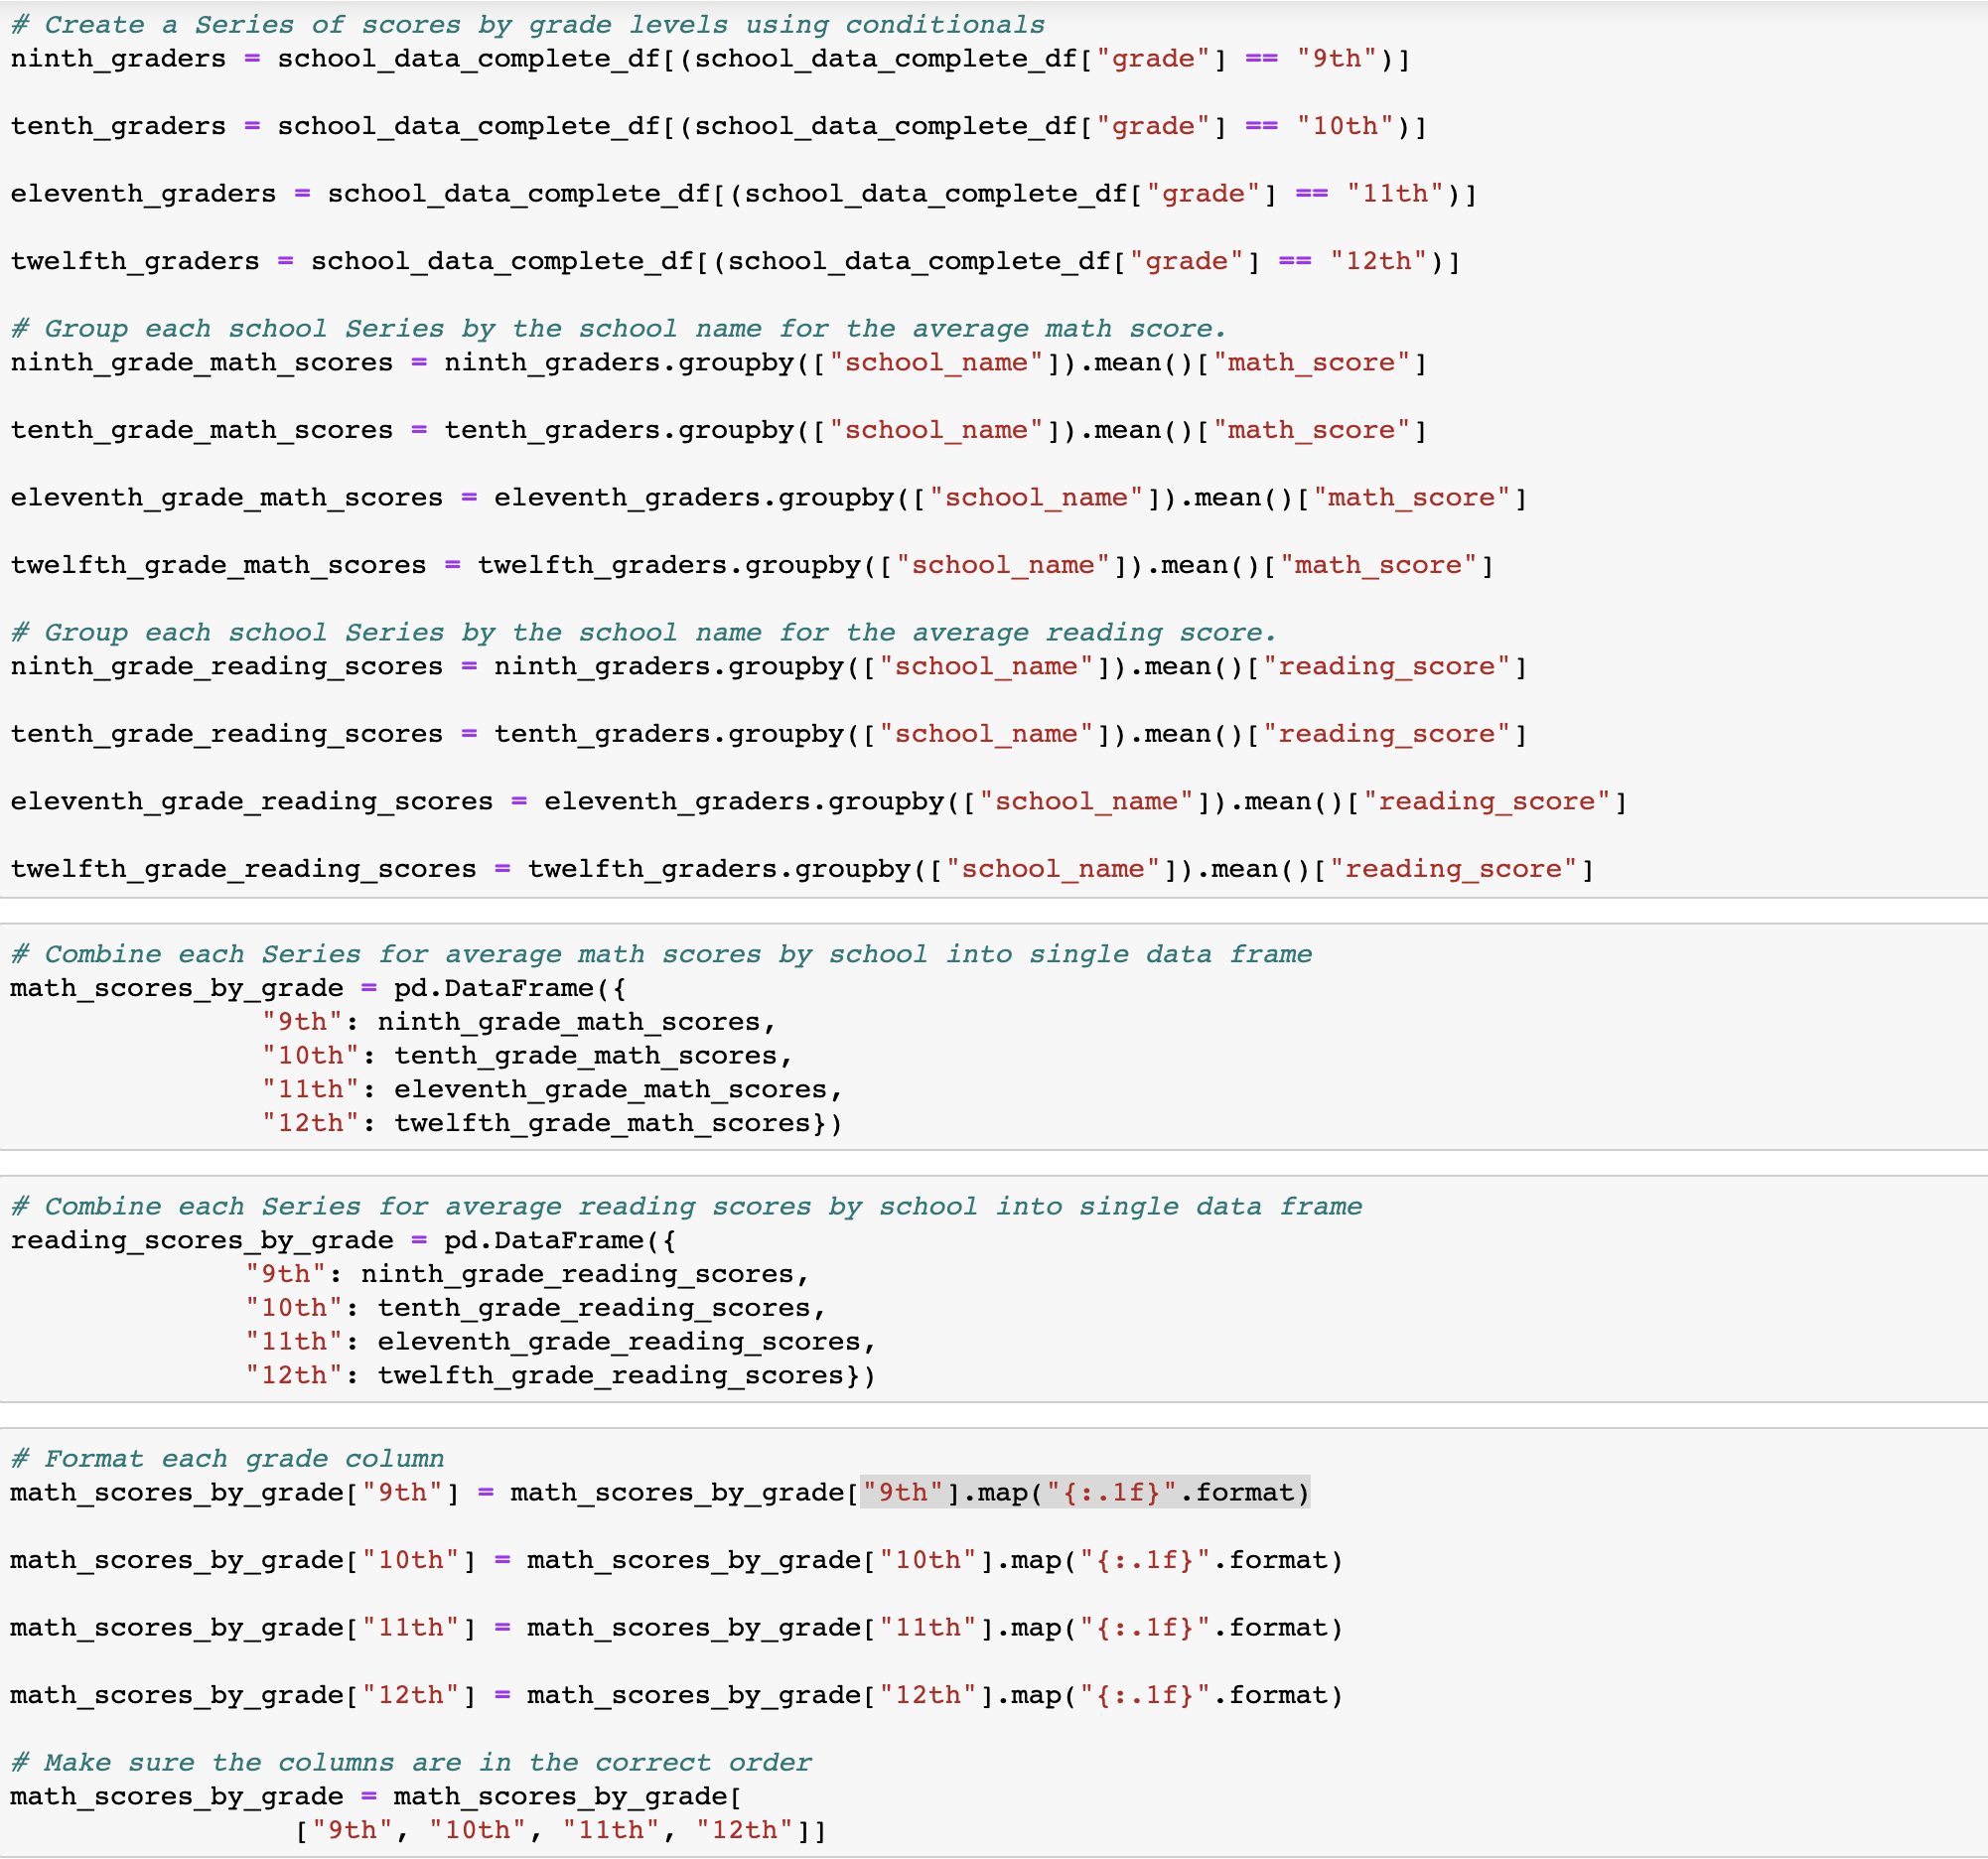 # Create a Series of scores by grade levels using conditionals
ninth_graders = school_data_complete_df[(school_data_complete_df["grade"] == "9th")]
tenth_graders = school_data_complete_df[(school_data_complete_df["grade"] == "10th")]
eleventh_graders = school_data_complete_df[(school_data_complete_df["grade"] == "11th")]
twelfth_graders = school_data_complete_df[(school_data_complete_df["grade"] == "12th")]
# Group each school Series by the school name for the average math score.
ninth_grade_math_scores = ninth_graders.groupby(["school_name"]).mean()["math_score"]
tenth_grade_math_scores = tenth_graders.groupby(["school_name"]).mean()["math_score"]
eleventh_grade_math_scores = eleventh_graders.groupby(["school_name"]).mean()["math_score"]
twelfth_grade_math_scores = twelfth_graders.groupby(["school_name"]).mean()["math_score"]
# Group each school Series by the school name for the average reading score.
ninth_grade_reading_scores = ninth_graders.groupby(["school_name"]).mean()["reading_score"]
tenth_grade_reading_scores = tenth_graders.groupby(["school_name"]).mean()["reading_score"]
eleventh_grade_reading_scores = eleventh_graders.groupby(["school_name"]).mean()["reading_score"]
twelfth_grade_reading_scores = twelfth_graders.groupby(["school_name"]).mean()["reading_score"]
# Combine each Series for average math scores by school into single data frame
math_scores_by_grade = pd.DataFrame({
"9th": ninth_grade_math_scores,
"10th": tenth_grade_math_scores,
"11th": eleventh_grade_math_scores,
"12th": twelfth_grade_math_scores})
# Combine each Series for average reading scores by school into single data frame
reading_scores_by_grade = pd.DataFrame({
"9th": ninth_grade_reading_scores,
"10th": tenth_grade_reading_scores,
"11th": eleventh_grade_reading_scores,
"12th": twelfth_grade_reading_scores})
# Format each grade column
math_scores_by_grade["9th"] = math_scores_by_grade["9th"].map("{:.1f}".format)
math_scores_by_grade["10th"] = math_scores_by_grade["10th"].map("{:.1f}".format)
math_scores_by_grade["11th"] = math_scores_by_grade["11th"].map("{:.1f}".format)
math_scores_by_grade["12th"] = math_scores_by_grade["12th"].map("{:.1f}".format)
# Make sure the columns are in the correct order
math_scores_by_grade = math_scores_by_grade[
["9th", "10th", "11th", "12th"]]